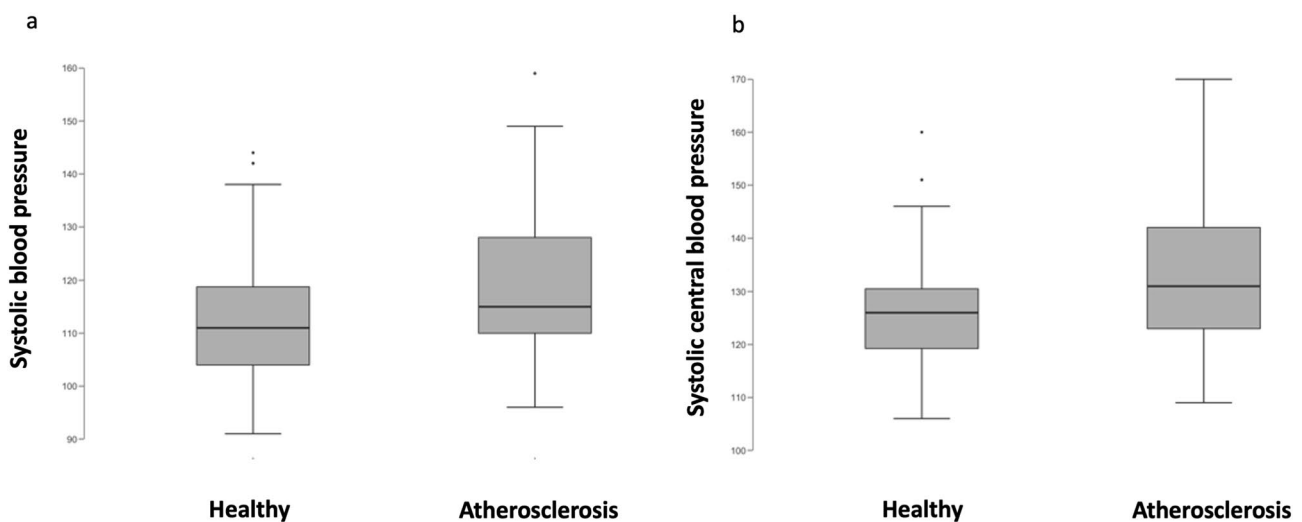 a
Systolic blood pressure
160
150
140
130
120
110
100
90
Healthy Atherosclerosis
b
Systolic central blood pressure
170
160
150
140
130
120
110
100
Healthy Atherosclerosis